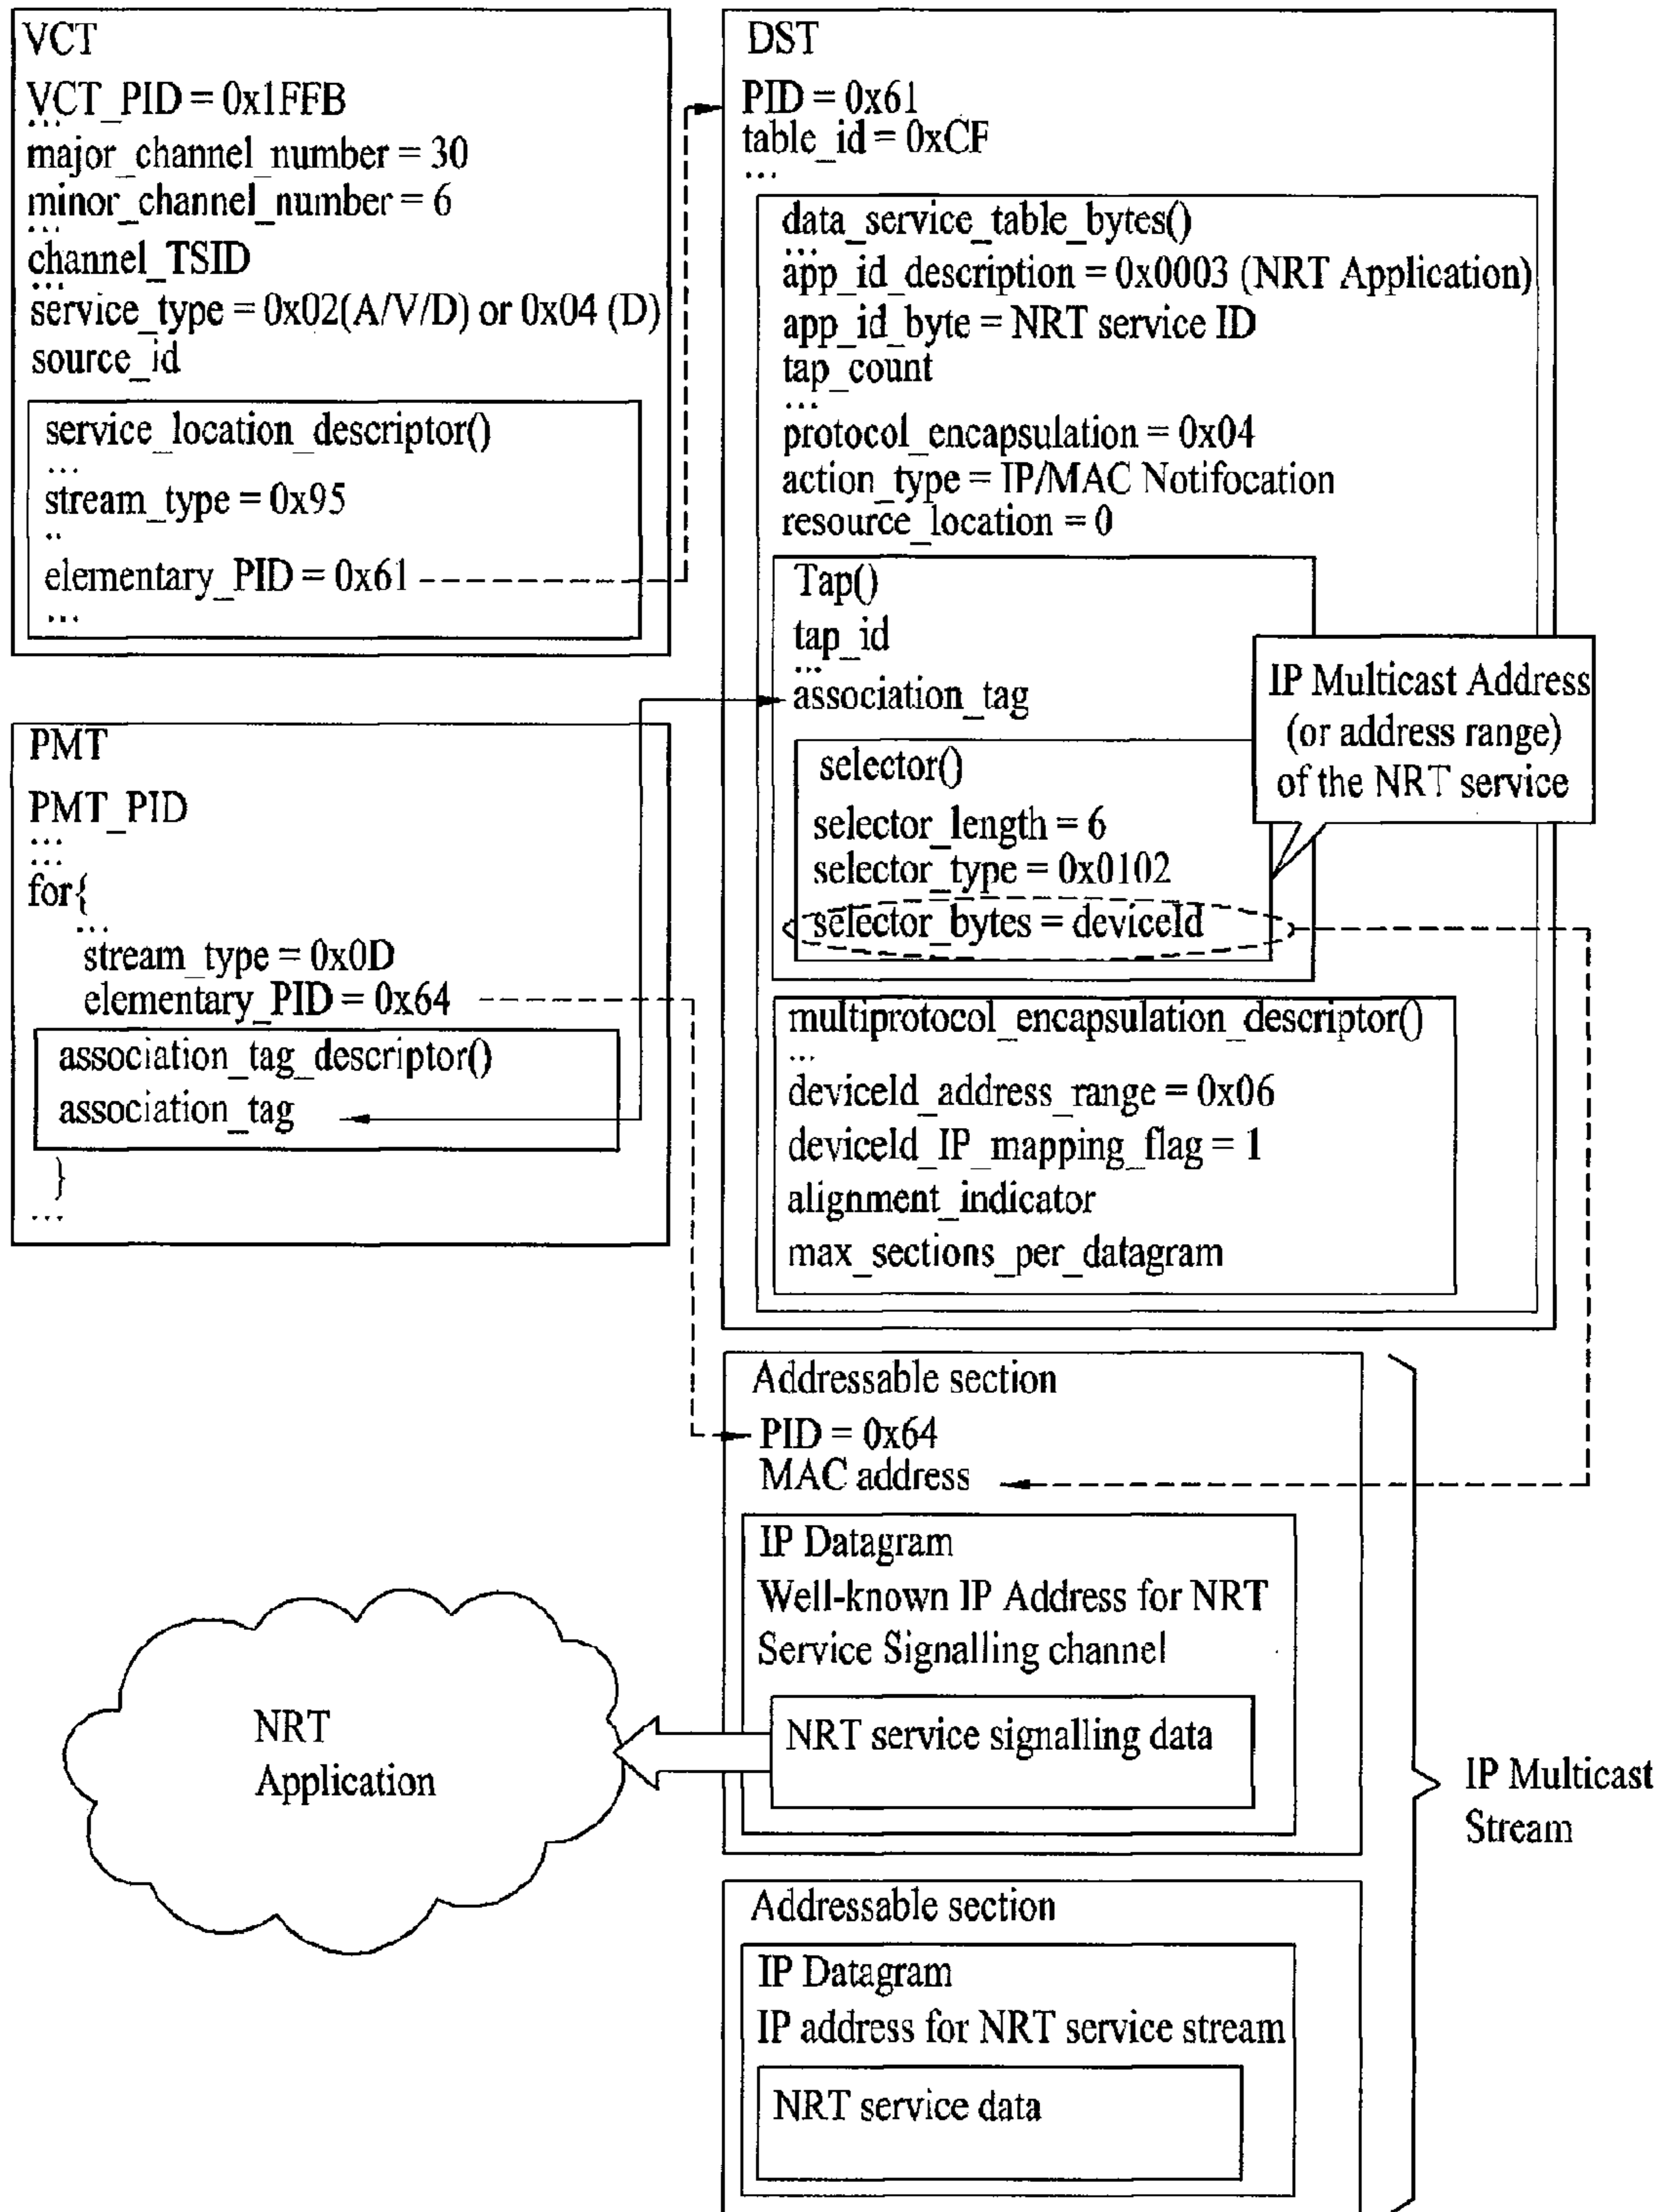 VCT
VCT_PID = 0x1FFB
...
major_channel_number = 30
minor_channel_number = 6
...
channel_TSID
...
service_type = 0x02(A/V/D) or 0x04 (D)
source_id
service_location_descriptor()
...
stream_type = 0x95
..
elementary_PID = 0x61
...
PMT
PMT_PID
...
...
for{
...
stream_type = 0x0D
elementary_PID = 0x64
association_tag_descriptor()
association_tag
}
...
DST
PID = 0x61
table_id = 0xCF
...
data_service_table_bytes()
...
app_id_description = 0x0003 (NRT Application)
app_id_byte = NRT service ID
tap_count
...
protocol_encapsulation = 0x04
action_type = IP/MAC Notifocation
resource_location = 0
Tap()
tap_id
...
association_tag
selector()
selector_length = 6
selector_type = 0x0102
selector_bytes = deviceId
IP Multicast Address
(or address range)
of the NRT service
multiprotocol_encapsulation_descriptor()
...
deviceId_address_range = 0x06
deviceId_IP_mapping_flag = 1
alignment_indicator
max_sections_per_datagram
Addressable section
PID = 0x64
MAC address
IP Datagram
Well-known IP Address for NRT
Service Signalling channel
NRT service signalling data
NRT
Application
IP Multicast
Stream
Addressable section
IP Datagram
IP address for NRT service stream
NRT service data